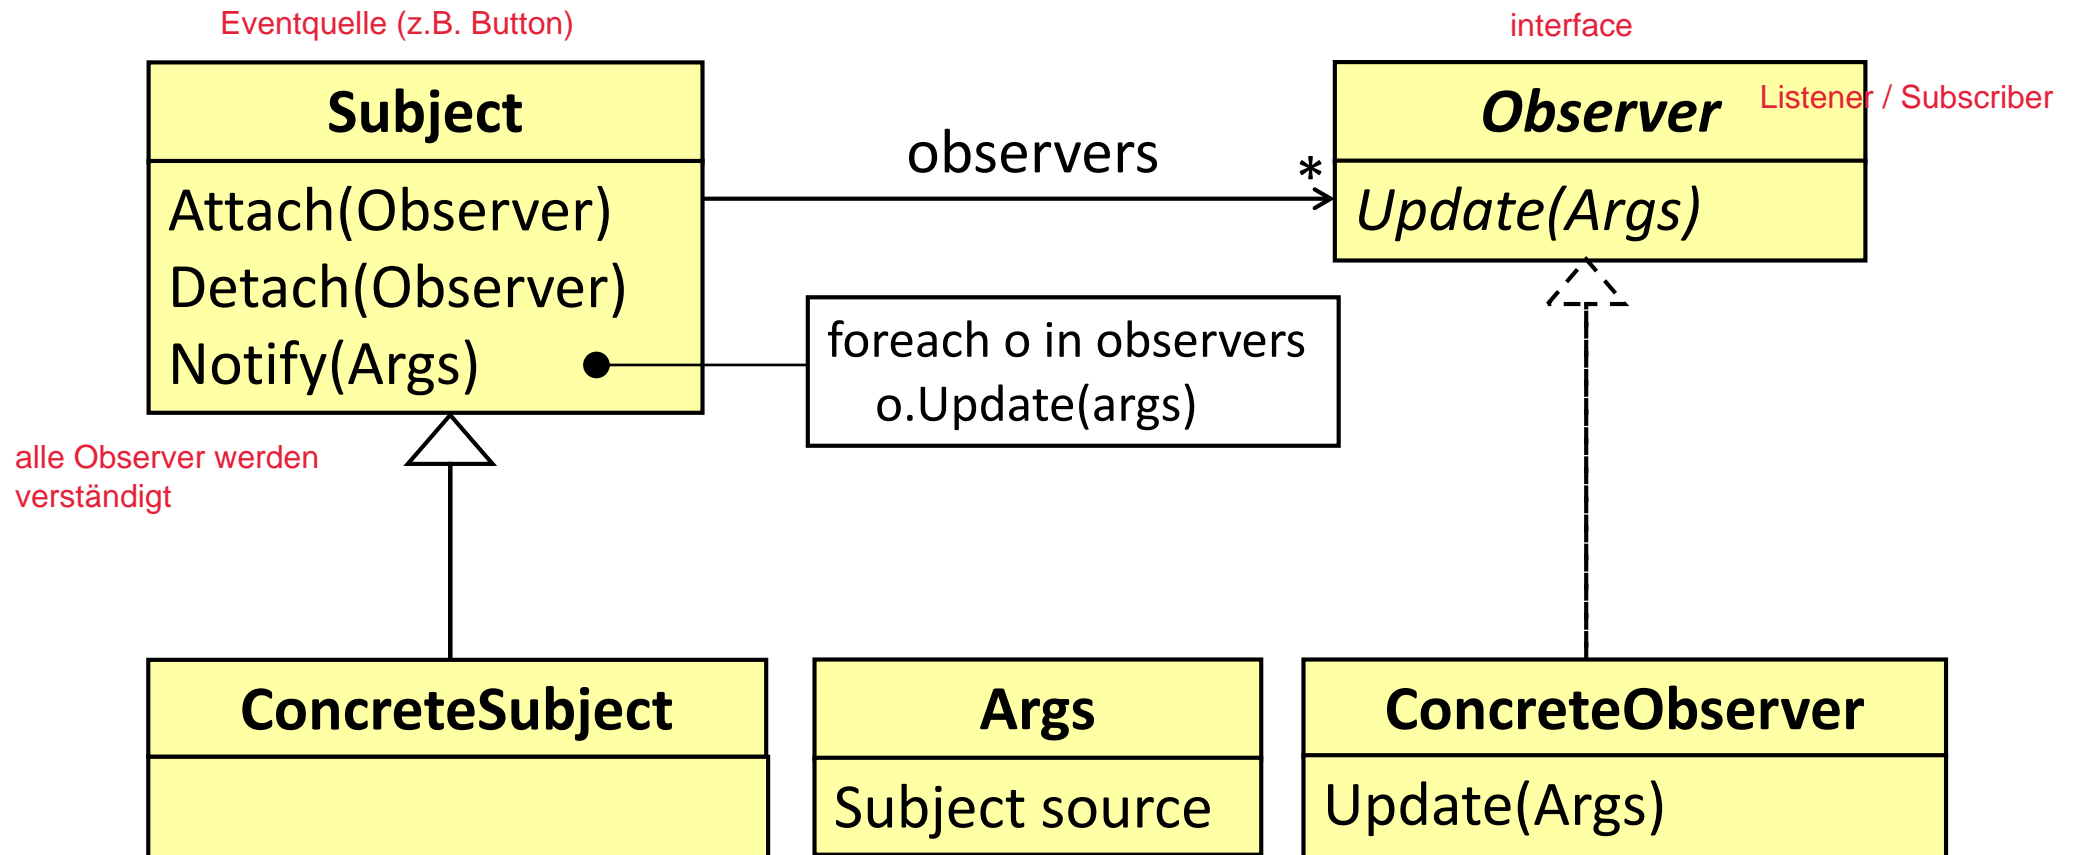 Eventquelle (z.B. Button)
interface
Subject
Observer
Listener / Subscriber
observers
*
Attach(Observer)
Detach(Observer)
Notify(Args)
Update(Args)
foreach o in observers
o.Update(args)
alle Observer werden
verständigt
ConcreteSubject
Args
Subject source
ConcreteObserver
Update(Args)